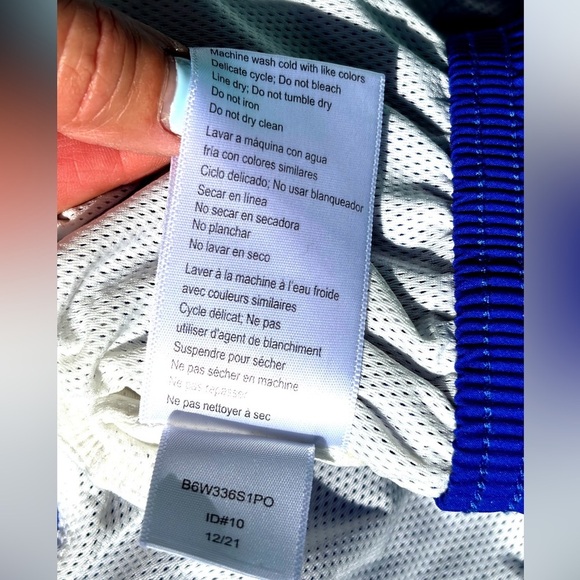 Machine wash cold with like colors
Delicate cycle; Do not bleach
Line dry; Do not tumble dry
Do not iron
Do not dry clean
Lavar a màquina con agua
fría con colores similares
Ciclo delicado; No usar blanqueador
Secar en línea
No secar en secadora
No planchar
No lavar en seco
Laver à la machine à l'eau froide
avec couleurs similaires
Cycle délicat; Ne pas
utiliser d'agent de blanchiment
Suspendre pour sécher
Ne pas sécher en machine
Ne pas repasser
Ne pas nettoyer à sec
B6W336S1PO
ID#10
12/21